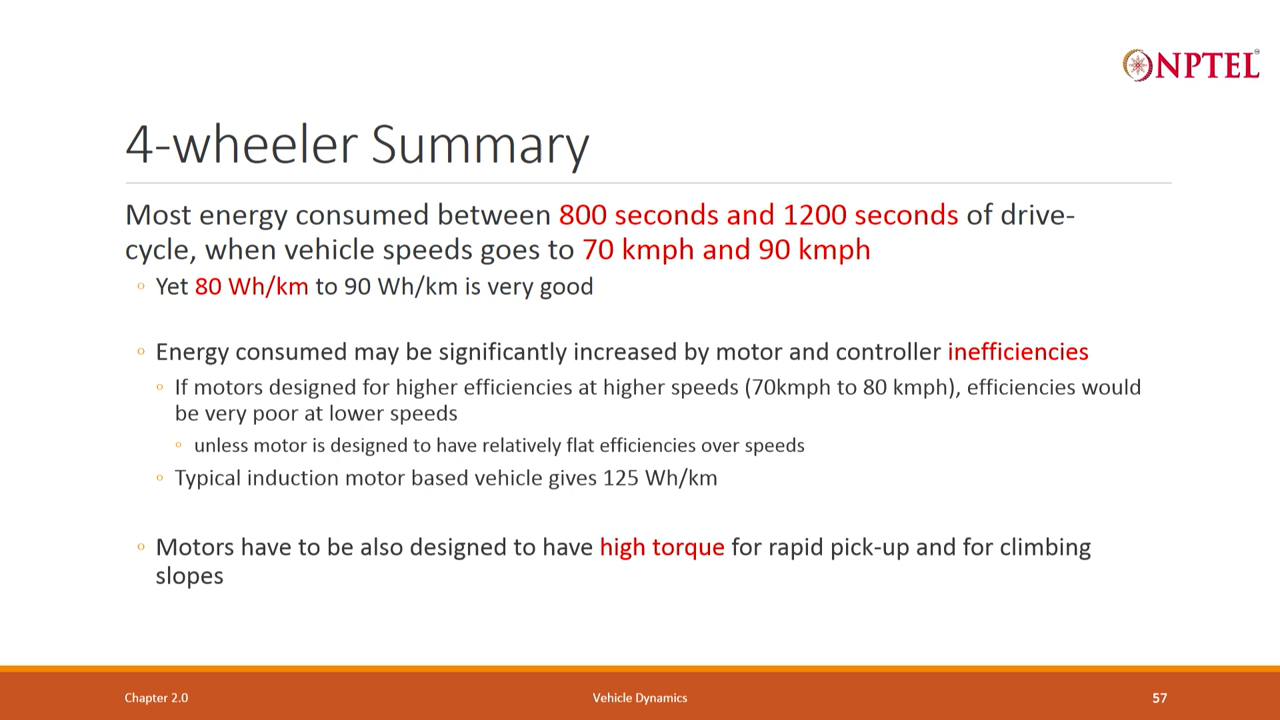 NPTEL
4-wheeler Summary
Most energy consumed between 800 seconds and 1200 seconds of drive-
cycle, when vehicle speeds goes to 70 kmph and 90 kmph
Yet 80 Wh/km to 90 Wh/km is very good
Energy consumed may be significantly increased by motor and controller inefficiencies
If motors designed for higher efficiencies at higher speeds (70kmph to 80 kmph), efficiencies would
be very poor at lower speeds
unless motor is designed to have relatively flat efficiencies over speeds
Typical induction motor based vehicle gives 125 Wh/km
Motors have to be also designed to have high torque for rapid pick-up and for climbing
slopes
Chapter 2.0
Vehicle Dynamics
57